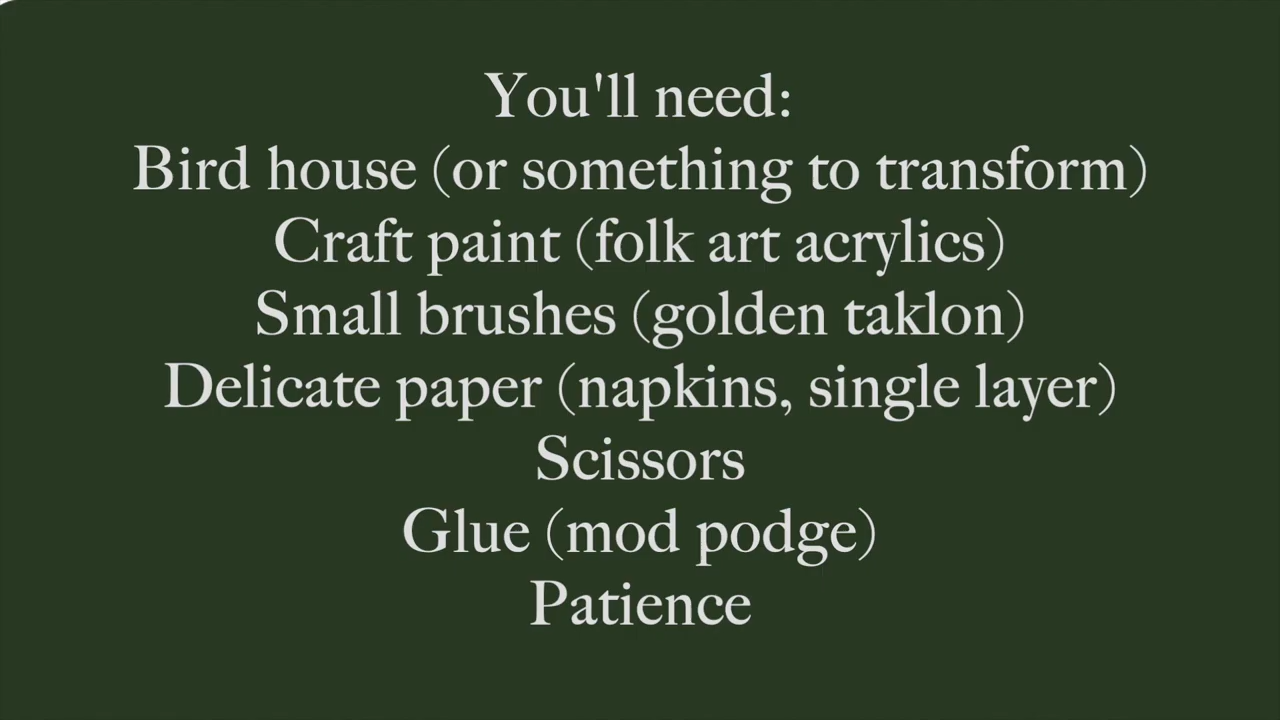 You'll need:
Bird house (or something to transform)
Craft paint (folk art acrylics)
Small brushes (golden taklon)
Delicate paper (napkins, single layer)
Scissors
Glue (mod podge)
Patience